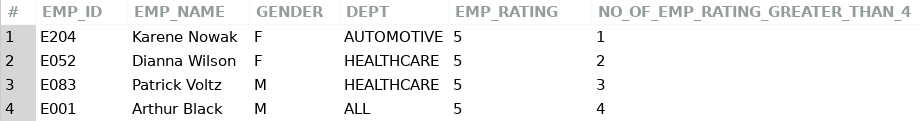 # EMP_ID EMP_NAME GENDER DEPT EMP_RATING NO_OF_EMP_RATING_GREATER_THAN_4
1 E204 Karene Nowak F AUTOMOTIVE 5 1
2 E052 Dianna Wilson F HEALTHCARE 5 2
3 E083 Patrick Voltz M HEALTHCARE 5 3
4 E001 Arthur Black M ALL 5 4